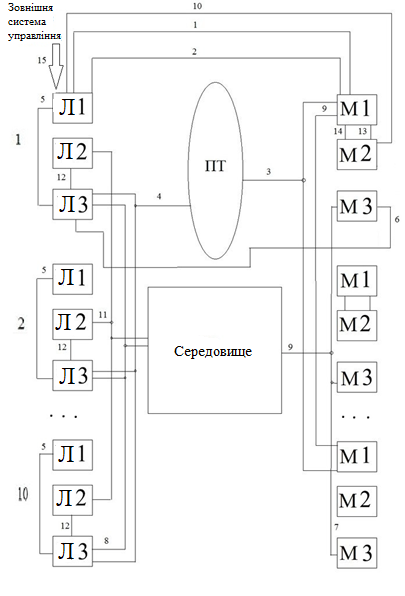 Зовнішня
система
управління
10
1
2
15
5
Л1
М1
9
14
13
1
Л2
М2
ПТ
3
12
4
Л3
М3
6
5
Л1
М1
2
11
Л2
М2
12
Середовище
9
Л3
М3
. . .
. . .
5
Л1
М1
10
Л2
М2
12
8
7
Л3
М3